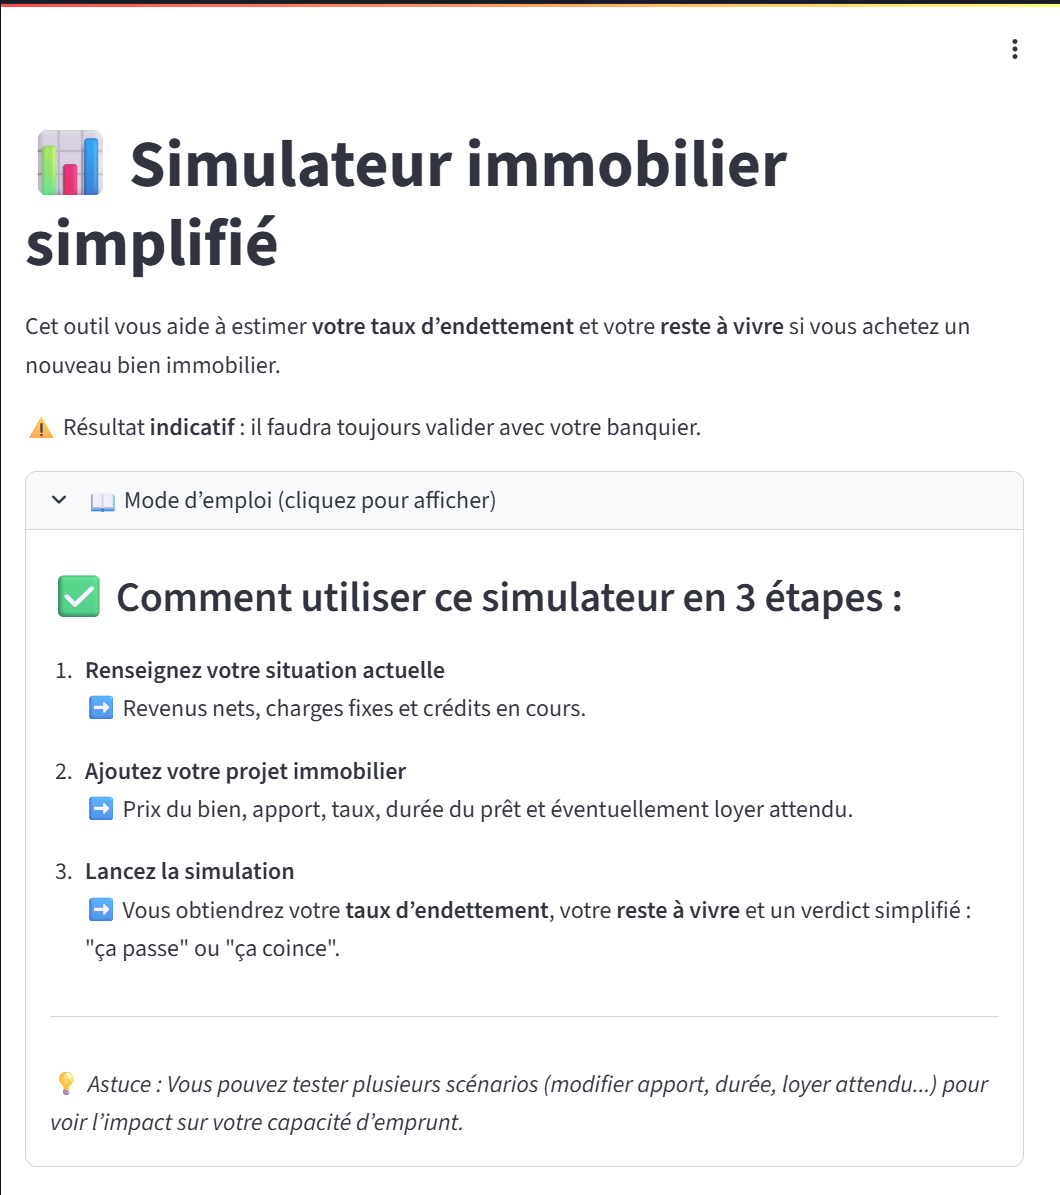 Simulateur immobilier
simplifié
Cet outil vous aide à estimer votre taux d’endettement et votre reste à vivre si vous achetez un
nouveau bien immobilier.
Résultat indicatif : il faudra toujours valider avec votre banquier.
Mode d’emploi (cliquez pour afficher)
Comment utiliser ce simulateur en 3 étapes :
1. Renseignez votre situation actuelle
Revenus nets, charges fixes et crédits en cours.
2. Ajoutez votre projet immobilier
Prix du bien, apport, taux, durée du prêt et éventuellement loyer attendu.
3. Lancez la simulation
Vous obtiendrez votre taux d’endettement, votre reste à vivre et un verdict simplifié :
"ça passe" ou "ça coince".
Astuce : Vous pouvez tester plusieurs scénarios (modifier apport, durée, loyer attendu...) pour
voir l’impact sur votre capacité d’emprunt.